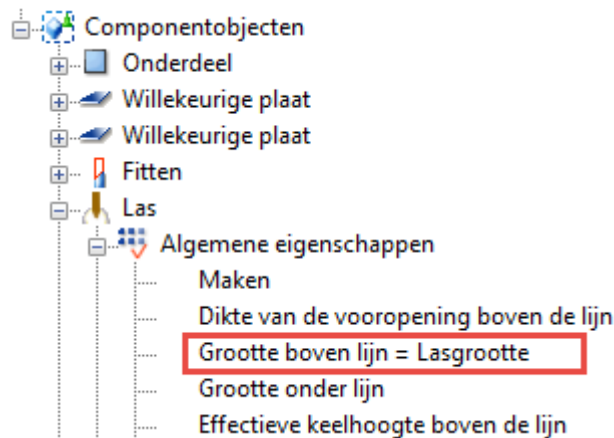 Componentobjecten
Onderdeel
Willekeurige plaat
Willekeurige plaat
Fitten
Las
Algemene eigenschappen
Maken
Dikte van de vooropening boven de lijn
Grootte boven lijn = Lasgrootte
Grootte onder lijn
Effectieve keelhoogte boven de lijn